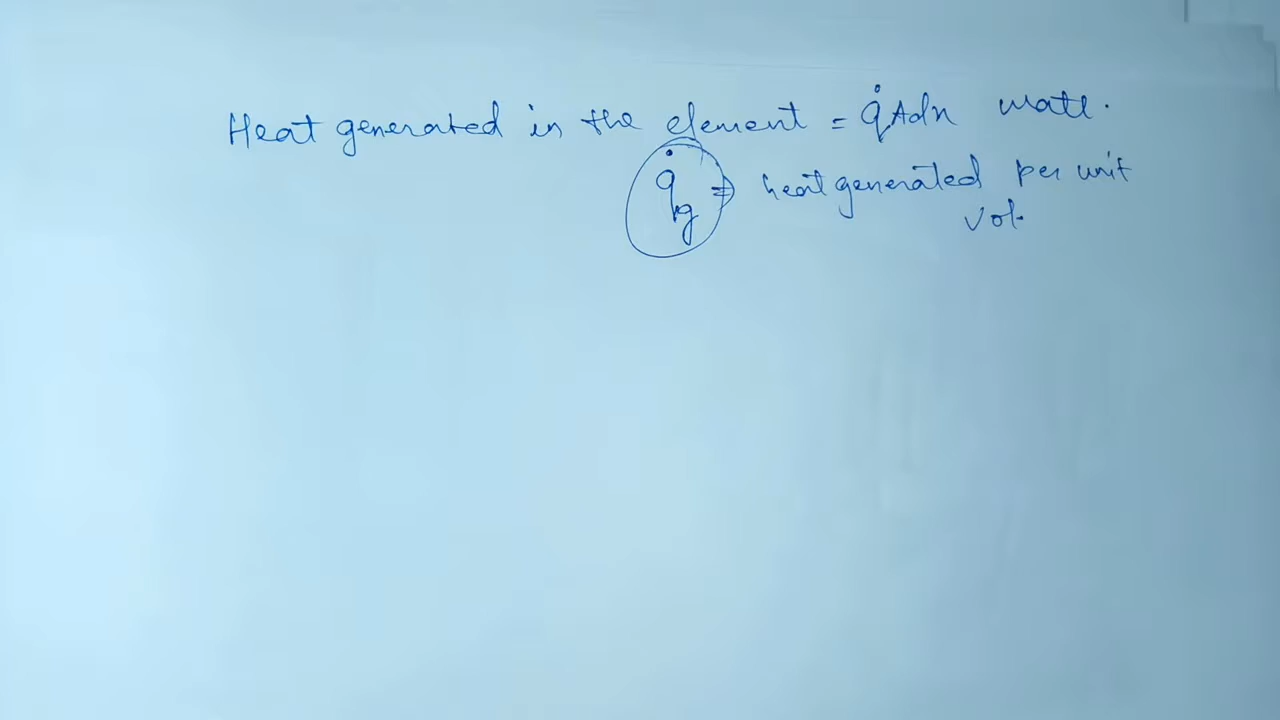 Heat generated in the element = q̇Adx watt.
q̇g ⇒ heat generated per unit
vol.